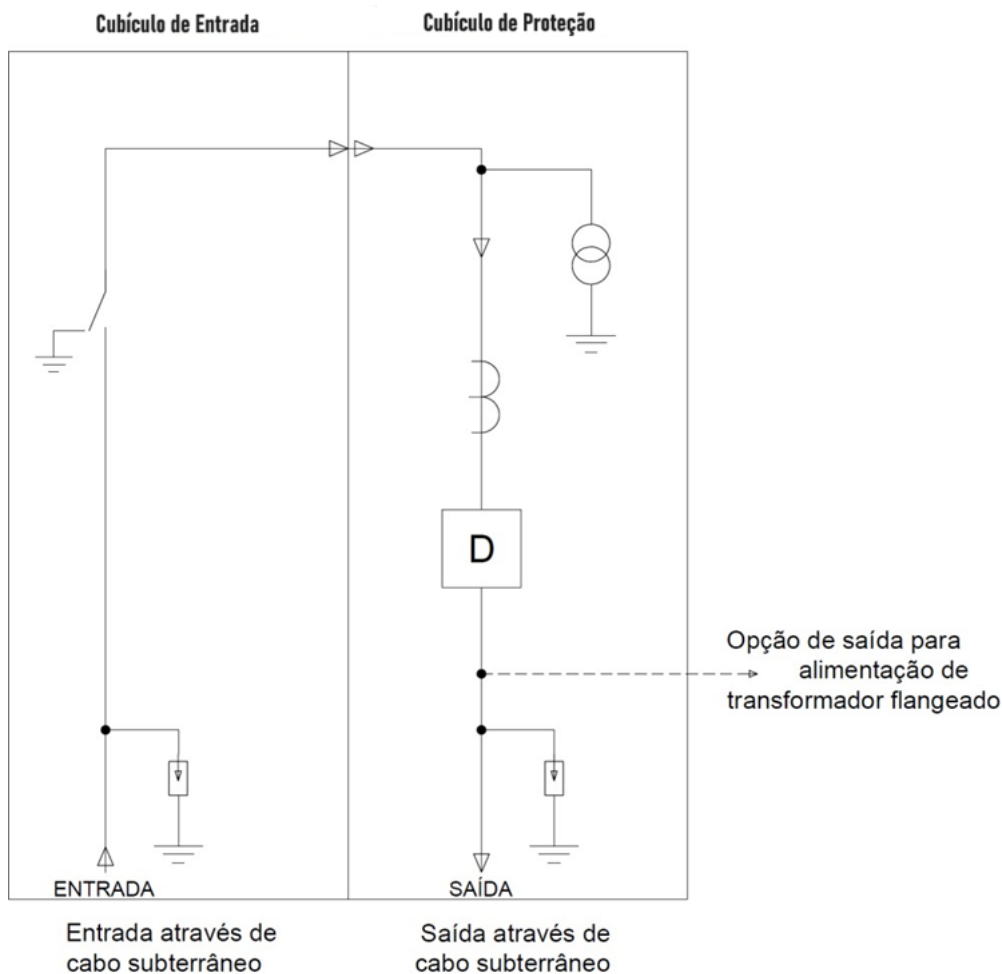 Cubículo de Entrada
Cubículo de Proteção
D
Opção de saída para
alimentação de
transformador flangeado
ENTRADA
SAÍDA
Entrada através de
cabo subterrâneo
Saída através de
cabo subterrâneo